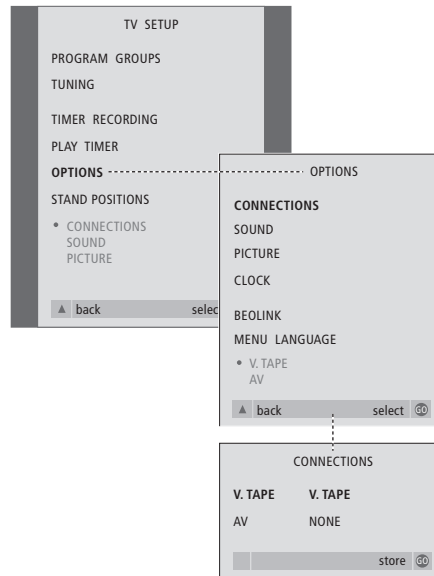 TV SETUP
PROGRAM GROUPS
TUNING
TIMER RECORDING
PLAY TIMER
OPTIONS
STAND POSITIONS
• CONNECTIONS
SOUND
PICTURE
▲ back selec
OPTIONS
CONNECTIONS
SOUND
PICTURE
CLOCK
BEOLINK
MENU LANGUAGE
• V. TAPE
AV
▲ back select GO
CONNECTIONS
V. TAPE V. TAPE
AV NONE
store GO